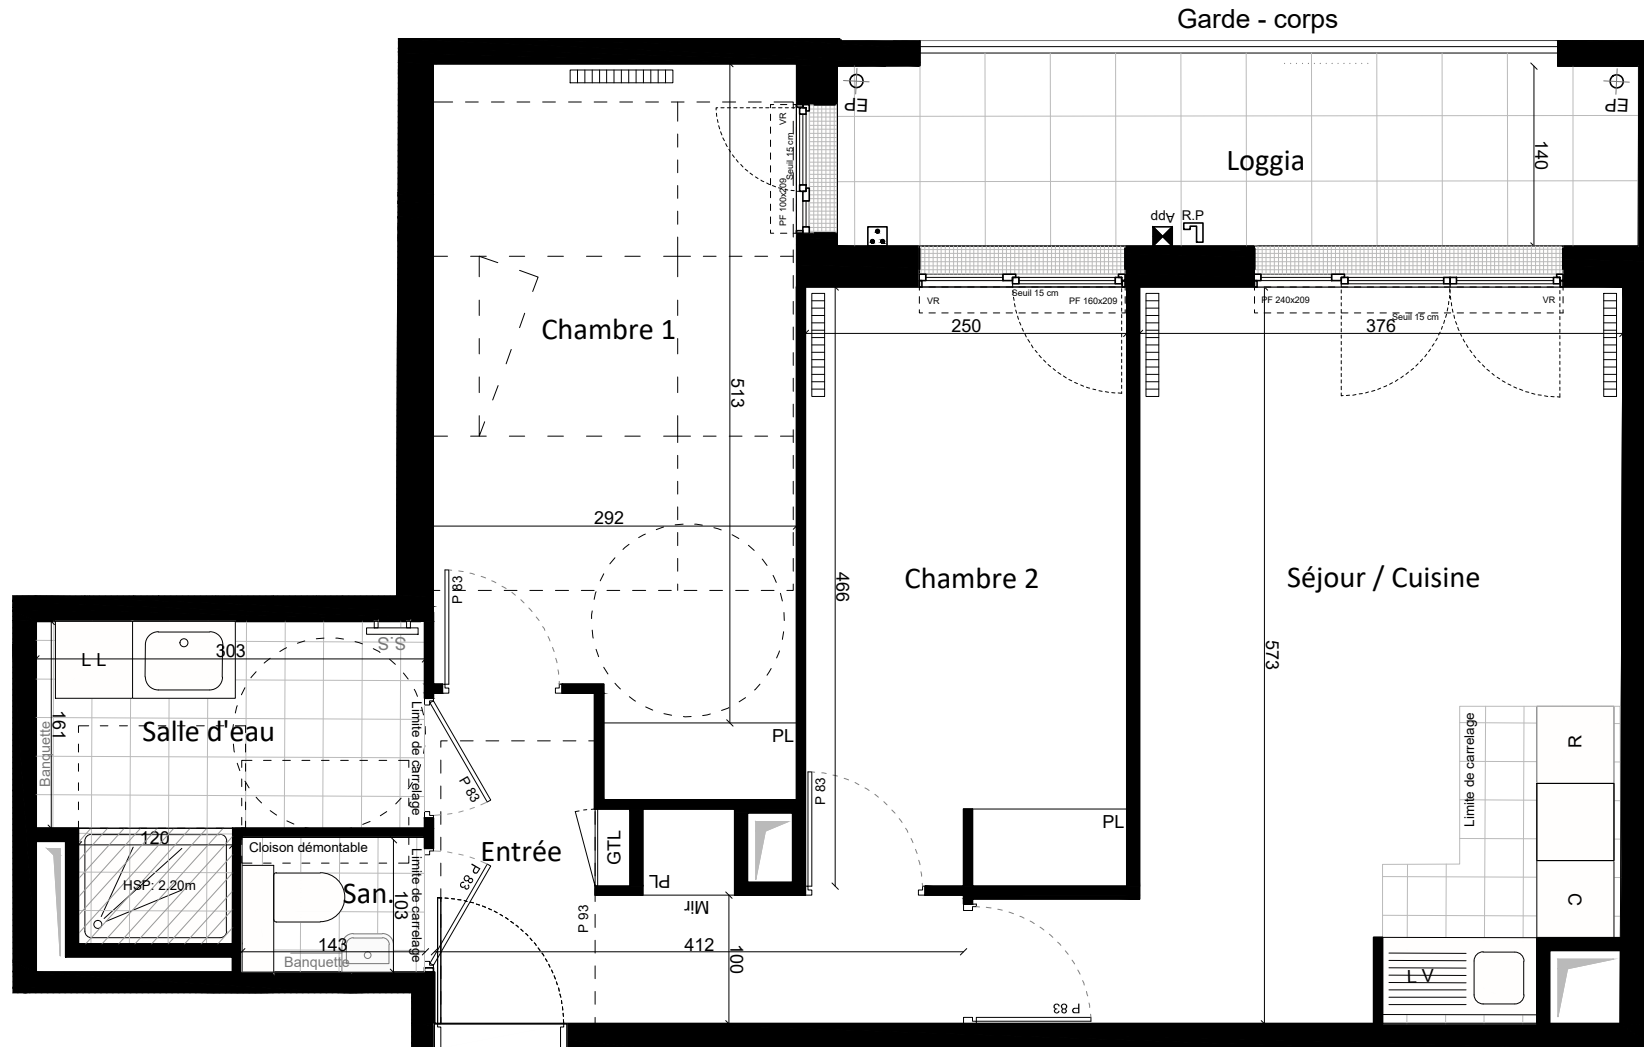 Garde - corps
EP
EP
VR
Seuil 15 cm
PF 100x209
Loggia
140
App
R.P
VR
Seuil 15 cm
PF 160x209
PF 240x209
Seuil 15 cm
VR
250
376
Chambre 1
513
292
466
Chambre 2
Séjour / Cuisine
573
P 83
L L
303
S.S
161
Banquette
Salle d'eau
Limite de carrelage
P 83
PL
P 83
PL
Limite de carrelage
R
C
120
HSP: 2.20m
Cloison démontable
San.
103
Limite de carrelage
143
Banquette
P 83
Entrée
GTL
PL
Mir
P 93
412
100
P 83
L V